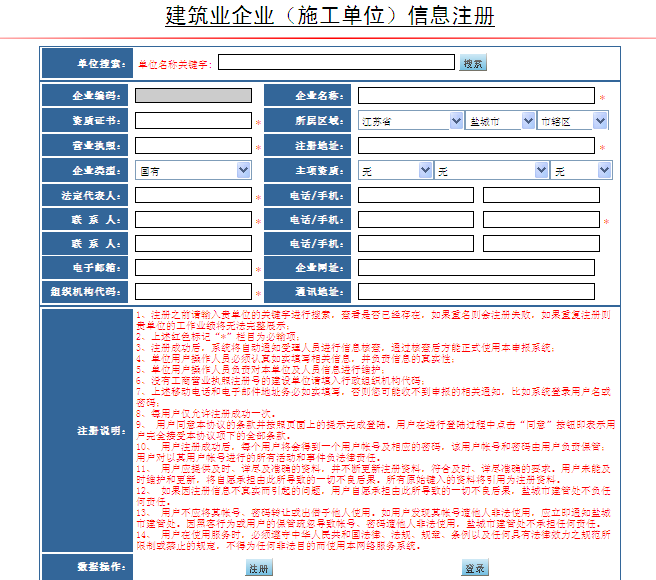 建筑业企业（施工单位）信息注册
单位搜索： 单位名称关键字： 搜索
企业编码： 企业名称： *
资质证书： * 所民区域： 江苏省 盐城市 市辖区
营业执照： * 注册地址： *
企业类型： 国有 主项资质： 无 无 无
法定代表人： * 电话/手机：
联 系 人： * 电话/手机： *
联 系 人： 电话/手机：
电子邮箱： * 企业网址：
组织机构代码： * 通讯地址：
1、注册之前请输入贵单位的关键字进行搜索，查看是否已经存在，如果重名则会注册失败，如果重复注册则
贵单位的工作业绩将无法完整展示；
2、上述红色标记“*”栏目为必输项；
3、注册成功后，系统将自动通知受理人员进行信息核查，通过核查后方能正式使用本申报系统；
4、单位用户操作人员必须认真如实填写相关信息，并负责信息的真实性；
5、单位用户操作人员负责对本单位及人员信息进行维护；
6、没有工商营业执照注册号的建设单位请填入行政组织机构代码；
7、上述移动电话和电子邮件地址务必如实填写，否则您可能收不到申报的相关通知，比如系统登录用户名或
密码；
8、每用户仅允许注册成功一次。
注册说明：
9、 用户同意本协议的条款并按照页面上的提示完成登陆。用户在进行登陆过程中点击“同意”按钮即表示用
户完全接受本协议项下的全部条款。
10、 用户注册成功后，每个用户将会得到一个用户帐号及相应的密码，该用户帐号和密码由用户负责保管；
用户对以其用户帐号进行的所有活动和事件负法律责任。
11、 用户应提供及时、详尽及准确的资料，并不断更新注册资料，符合及时、详尽准确的要求。用户未能及
时维护和更新，将自愿承担由此所导致的一切不良后果，所有原始键入的资料将引用为注册资料。
12、 如果因注册信息不真实而引起的问题，用户自愿承担由此所导致的一切不良后果，盐城市建管处不负任
何责任。
13、 用户不应将其帐号、密码转让或出借予他人使用。如用户发现其帐号遭他人非法使用，应立即通知盐城
市建管处。因黑客行为或用户的保管疏忽导致帐号、密码遭他人非法使用，盐城市建管处不承担任何责任。
14、 用户在使用服务时，必须遵守中华人民共和国法律、法规、规章、条例以及任何具有法律效力之规范所
限制或禁止的规定，不得为任何非法目的而使用本网络服务系统。
数据操作： 注册 登录